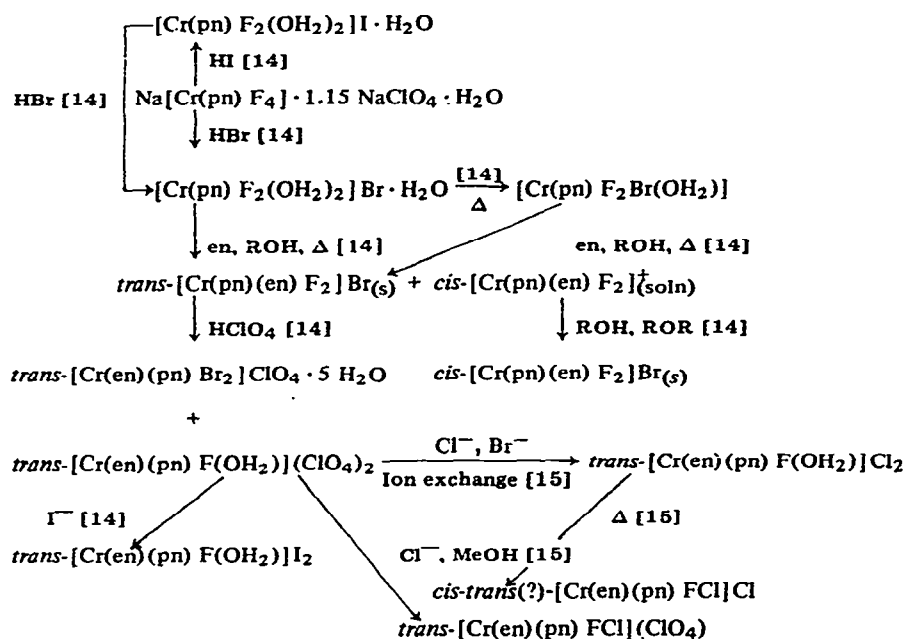 [Cr(pn) F₂(OH₂)₂]I · H₂O
HI [14]
HBr [14]
Na[Cr(pn) F₄] · 1.15 NaClO₄ · H₂O
HBr [14]
[Cr(pn) F₂(OH₂)₂]Br · H₂O [14] Δ [Cr(pn) F₂Br(OH₂)]
en, ROH, Δ [14] en, ROH, Δ [14]
trans-[Cr(pn)(en) F₂]Br(s) + cis-[Cr(pn)(en) F₂]⁺(soln)
HClO₄ [14] ROH, ROR [14]
trans-[Cr(en)(pn) Br₂]ClO₄ · 5 H₂O cis-[Cr(pn)(en) F₂]Br(s)
+
trans-[Cr(en)(pn) F(OH₂)](ClO₄)₂ Cl⁻, Br⁻ Ion exchange [15] trans-[Cr(en)(pn) F(OH₂)]Cl₂
I⁻ [14] Δ [15]
trans-[Cr(en)(pn) F(OH₂)]I₂ Cl⁻, MeOH [15]
cis-trans(?)-[Cr(en)(pn) FCl]Cl
trans-[Cr(en)(pn) FCl](ClO₄)